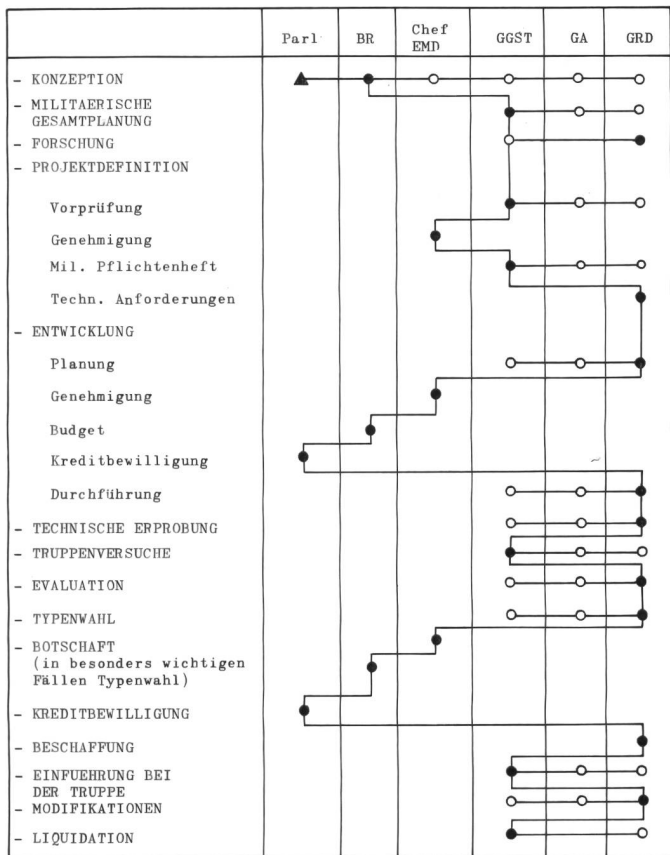 Parl BR Chef EMD GGST GA GRD
- KONZEPTION
- MILITAERISCHE
GESAMTPLANUNG
- FORSCHUNG
- PROJEKTDEFINITION
Vorprüfung
Genehmigung
Mil. Pflichtenheft
Techn. Anforderungen
- ENTWICKLUNG
Planung
Genehmigung
Budget
Kreditbewilligung
Durchführung
- TECHNISCHE ERPROBUNG
- TRUPPENVERSUCHE
- EVALUATION
- TYPENWAHL
- BOTSCHAFT
(in besonders wichtigen
Fällen Typenwahl)
- KREDITBEWILLIGUNG
- BESCHAFFUNG
- EINFUEHRUNG BEI
DER TRUPPE
- MODIFIKATIONEN
- LIQUIDATION